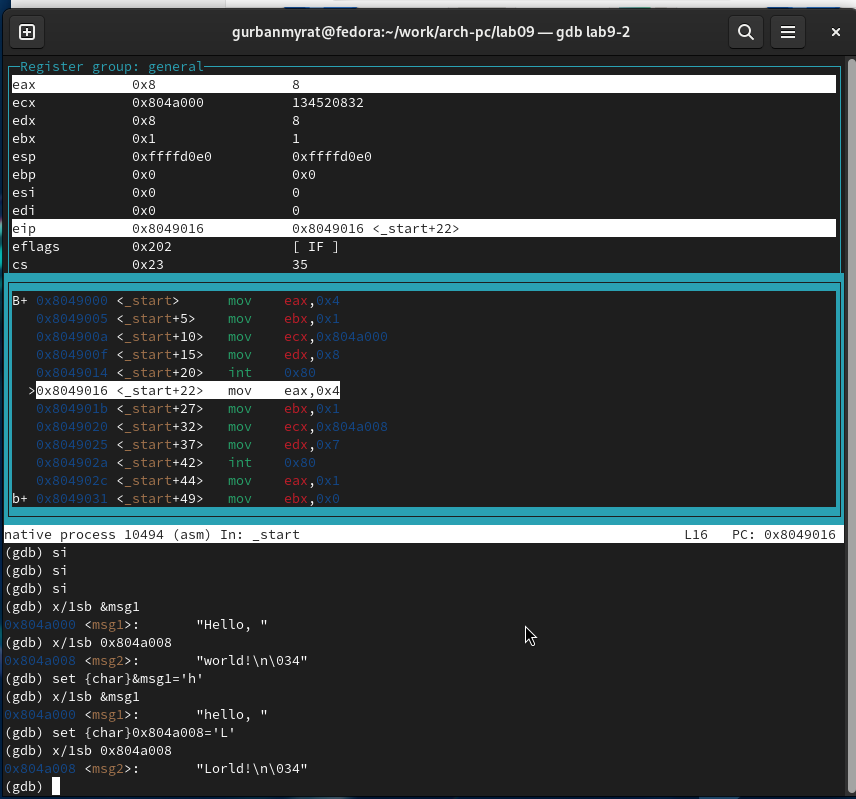 gurbanmyrat@fedora:~/work/arch-pc/lab09 — gdb lab9-2
Register group: general
eax 0x8 8
ecx 0x804a000 134520832
edx 0x8 8
ebx 0x1 1
esp 0xffffd0e0 0xffffd0e0
ebp 0x0 0x0
esi 0x0 0
edi 0x0 0
eip 0x8049016 0x8049016 <_start+22>
eflags 0x202 [ IF ]
cs 0x23 35
B+ 0x8049000 <_start> mov eax,0x4
0x8049005 <_start+5> mov ebx,0x1
0x804900a <_start+10> mov ecx,0x804a000
0x804900f <_start+15> mov edx,0x8
0x8049014 <_start+20> int 0x80
>0x8049016 <_start+22> mov eax,0x4
0x804901b <_start+27> mov ebx,0x1
0x8049020 <_start+32> mov ecx,0x804a008
0x8049025 <_start+37> mov edx,0x7
0x804902a <_start+42> int 0x80
0x804902c <_start+44> mov eax,0x1
b+ 0x8049031 <_start+49> mov ebx,0x0
native process 10494 (asm) In: _start L16 PC: 0x8049016
(gdb) si
(gdb) si
(gdb) si
(gdb) x/1sb &msg1
0x804a000 <msg1>: "Hello, "
(gdb) x/1sb 0x804a008
0x804a008 <msg2>: "world!\n\034"
(gdb) set {char}&msg1='h'
(gdb) x/1sb &msg1
0x804a000 <msg1>: "hello, "
(gdb) set {char}0x804a008='L'
(gdb) x/1sb 0x804a008
0x804a008 <msg2>: "Lorld!\n\034"
(gdb)